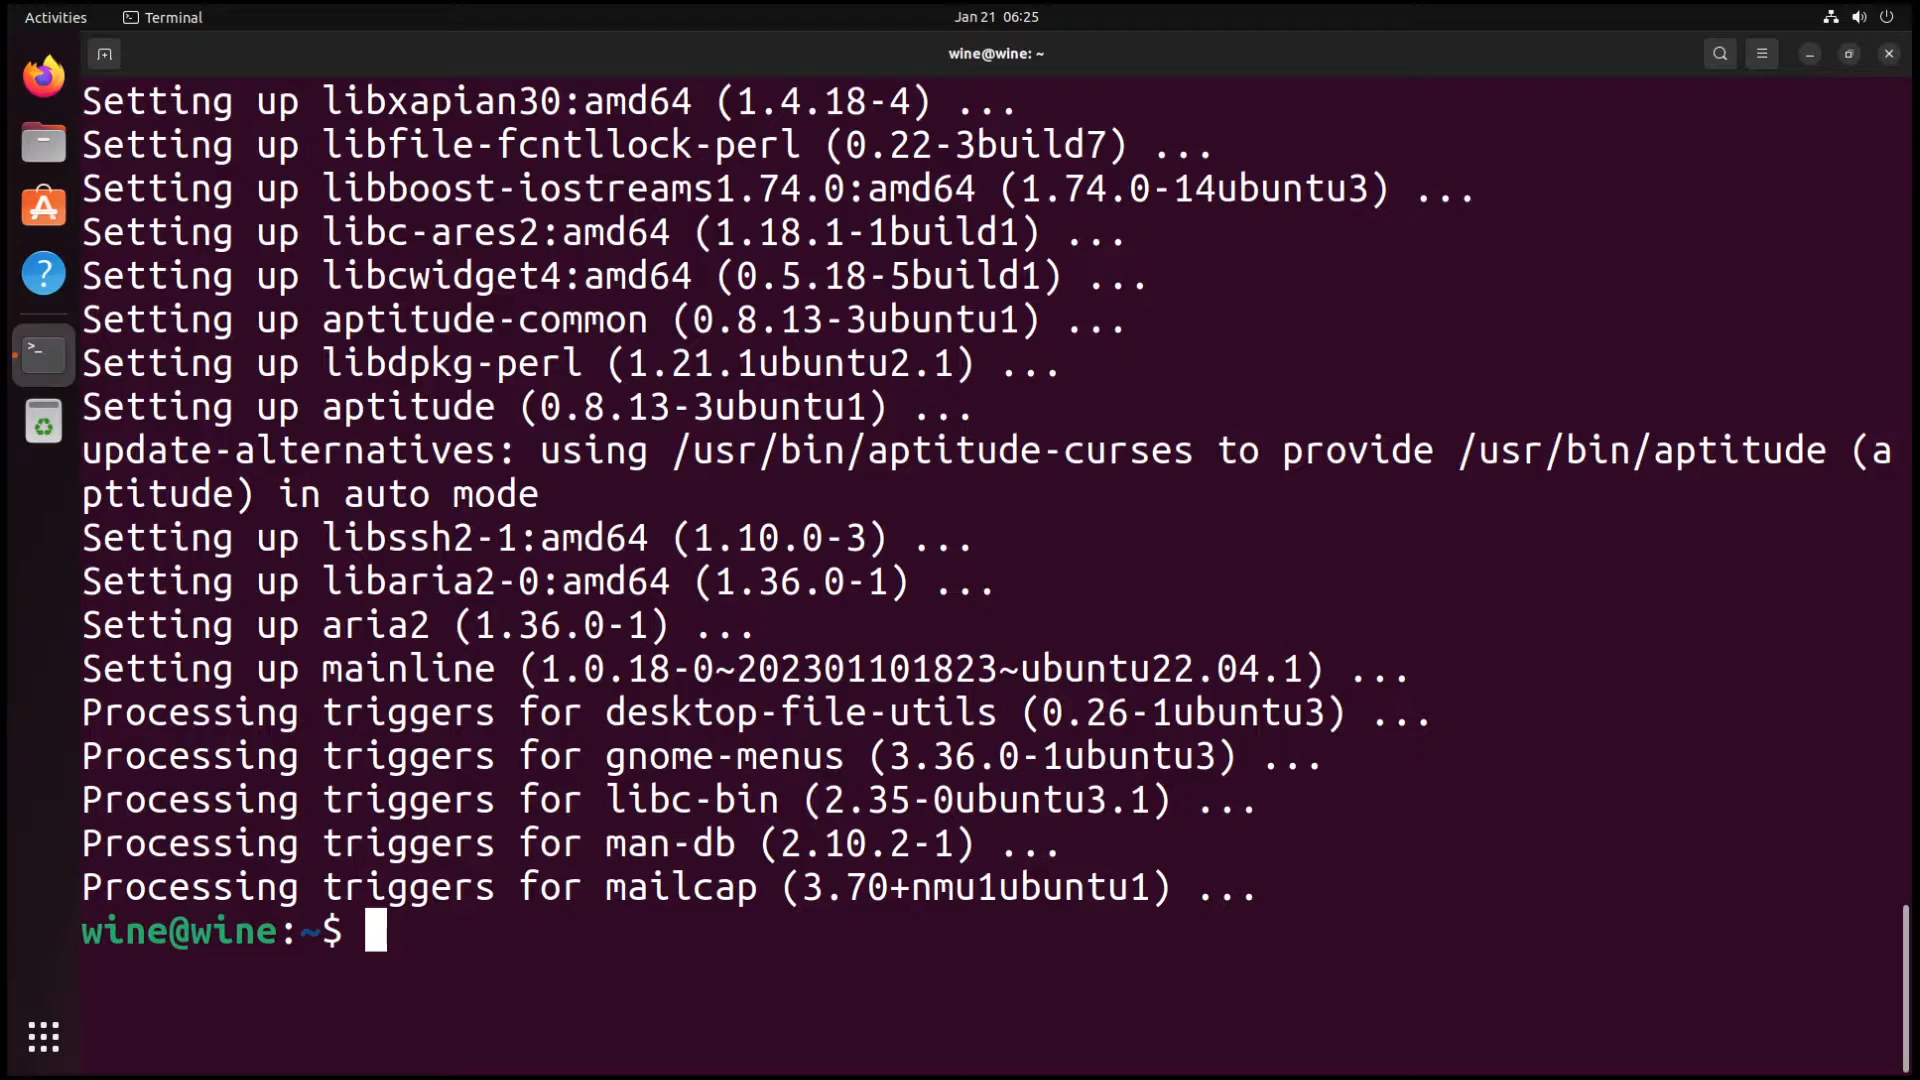 Activities Terminal Jan 21 06:25
wine@wine: ~
Setting up libxapian30:amd64 (1.4.18-4) ...
Setting up libfile-fcntllock-perl (0.22-3build7) ...
Setting up libboost-iostreams1.74.0:amd64 (1.74.0-14ubuntu3) ...
Setting up libc-ares2:amd64 (1.18.1-1build1) ...
Setting up libcwidget4:amd64 (0.5.18-5build1) ...
Setting up aptitude-common (0.8.13-3ubuntu1) ...
Setting up libdpkg-perl (1.21.1ubuntu2.1) ...
Setting up aptitude (0.8.13-3ubuntu1) ...
update-alternatives: using /usr/bin/aptitude-curses to provide /usr/bin/aptitude (a
ptitude) in auto mode
Setting up libssh2-1:amd64 (1.10.0-3) ...
Setting up libaria2-0:amd64 (1.36.0-1) ...
Setting up aria2 (1.36.0-1) ...
Setting up mainline (1.0.18-0~202301101823~ubuntu22.04.1) ...
Processing triggers for desktop-file-utils (0.26-1ubuntu3) ...
Processing triggers for gnome-menus (3.36.0-1ubuntu3) ...
Processing triggers for libc-bin (2.35-0ubuntu3.1) ...
Processing triggers for man-db (2.10.2-1) ...
Processing triggers for mailcap (3.70+nmu1ubuntu1) ...
wine@wine:~$